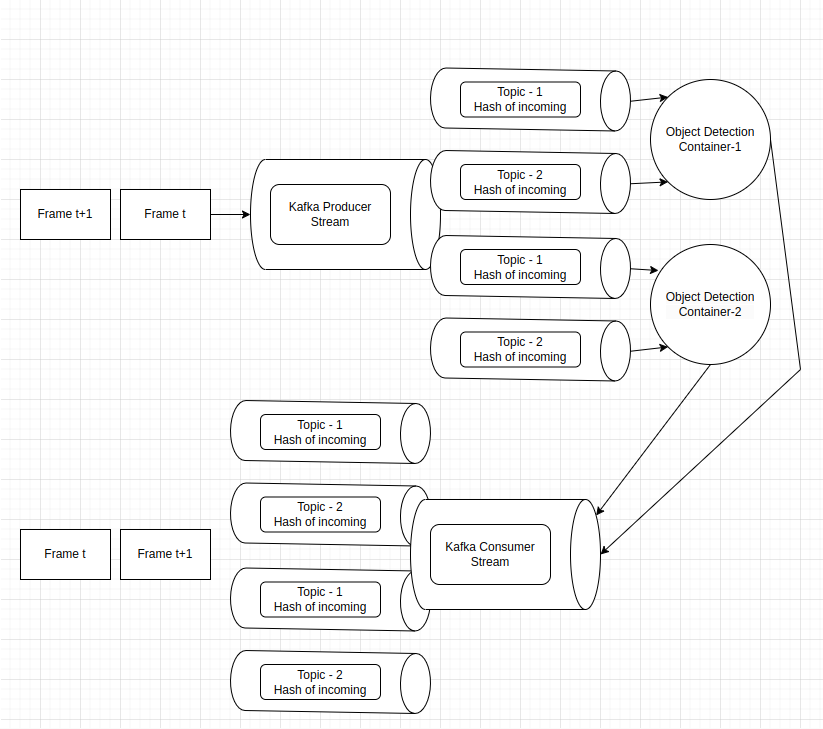 Topic - 1
Hash of incoming
Object Detection
Container-1
Topic - 2
Hash of incoming
Kafka Producer
Stream
Frame t+1
Frame t
Topic - 1
Hash of incoming
Object Detection
Container-2
Topic - 2
Hash of incoming
Topic - 1
Hash of incoming
Topic - 2
Hash of incoming
Kafka Consumer
Stream
Frame t
Frame t+1
Topic - 1
Hash of incoming
Topic - 2
Hash of incoming